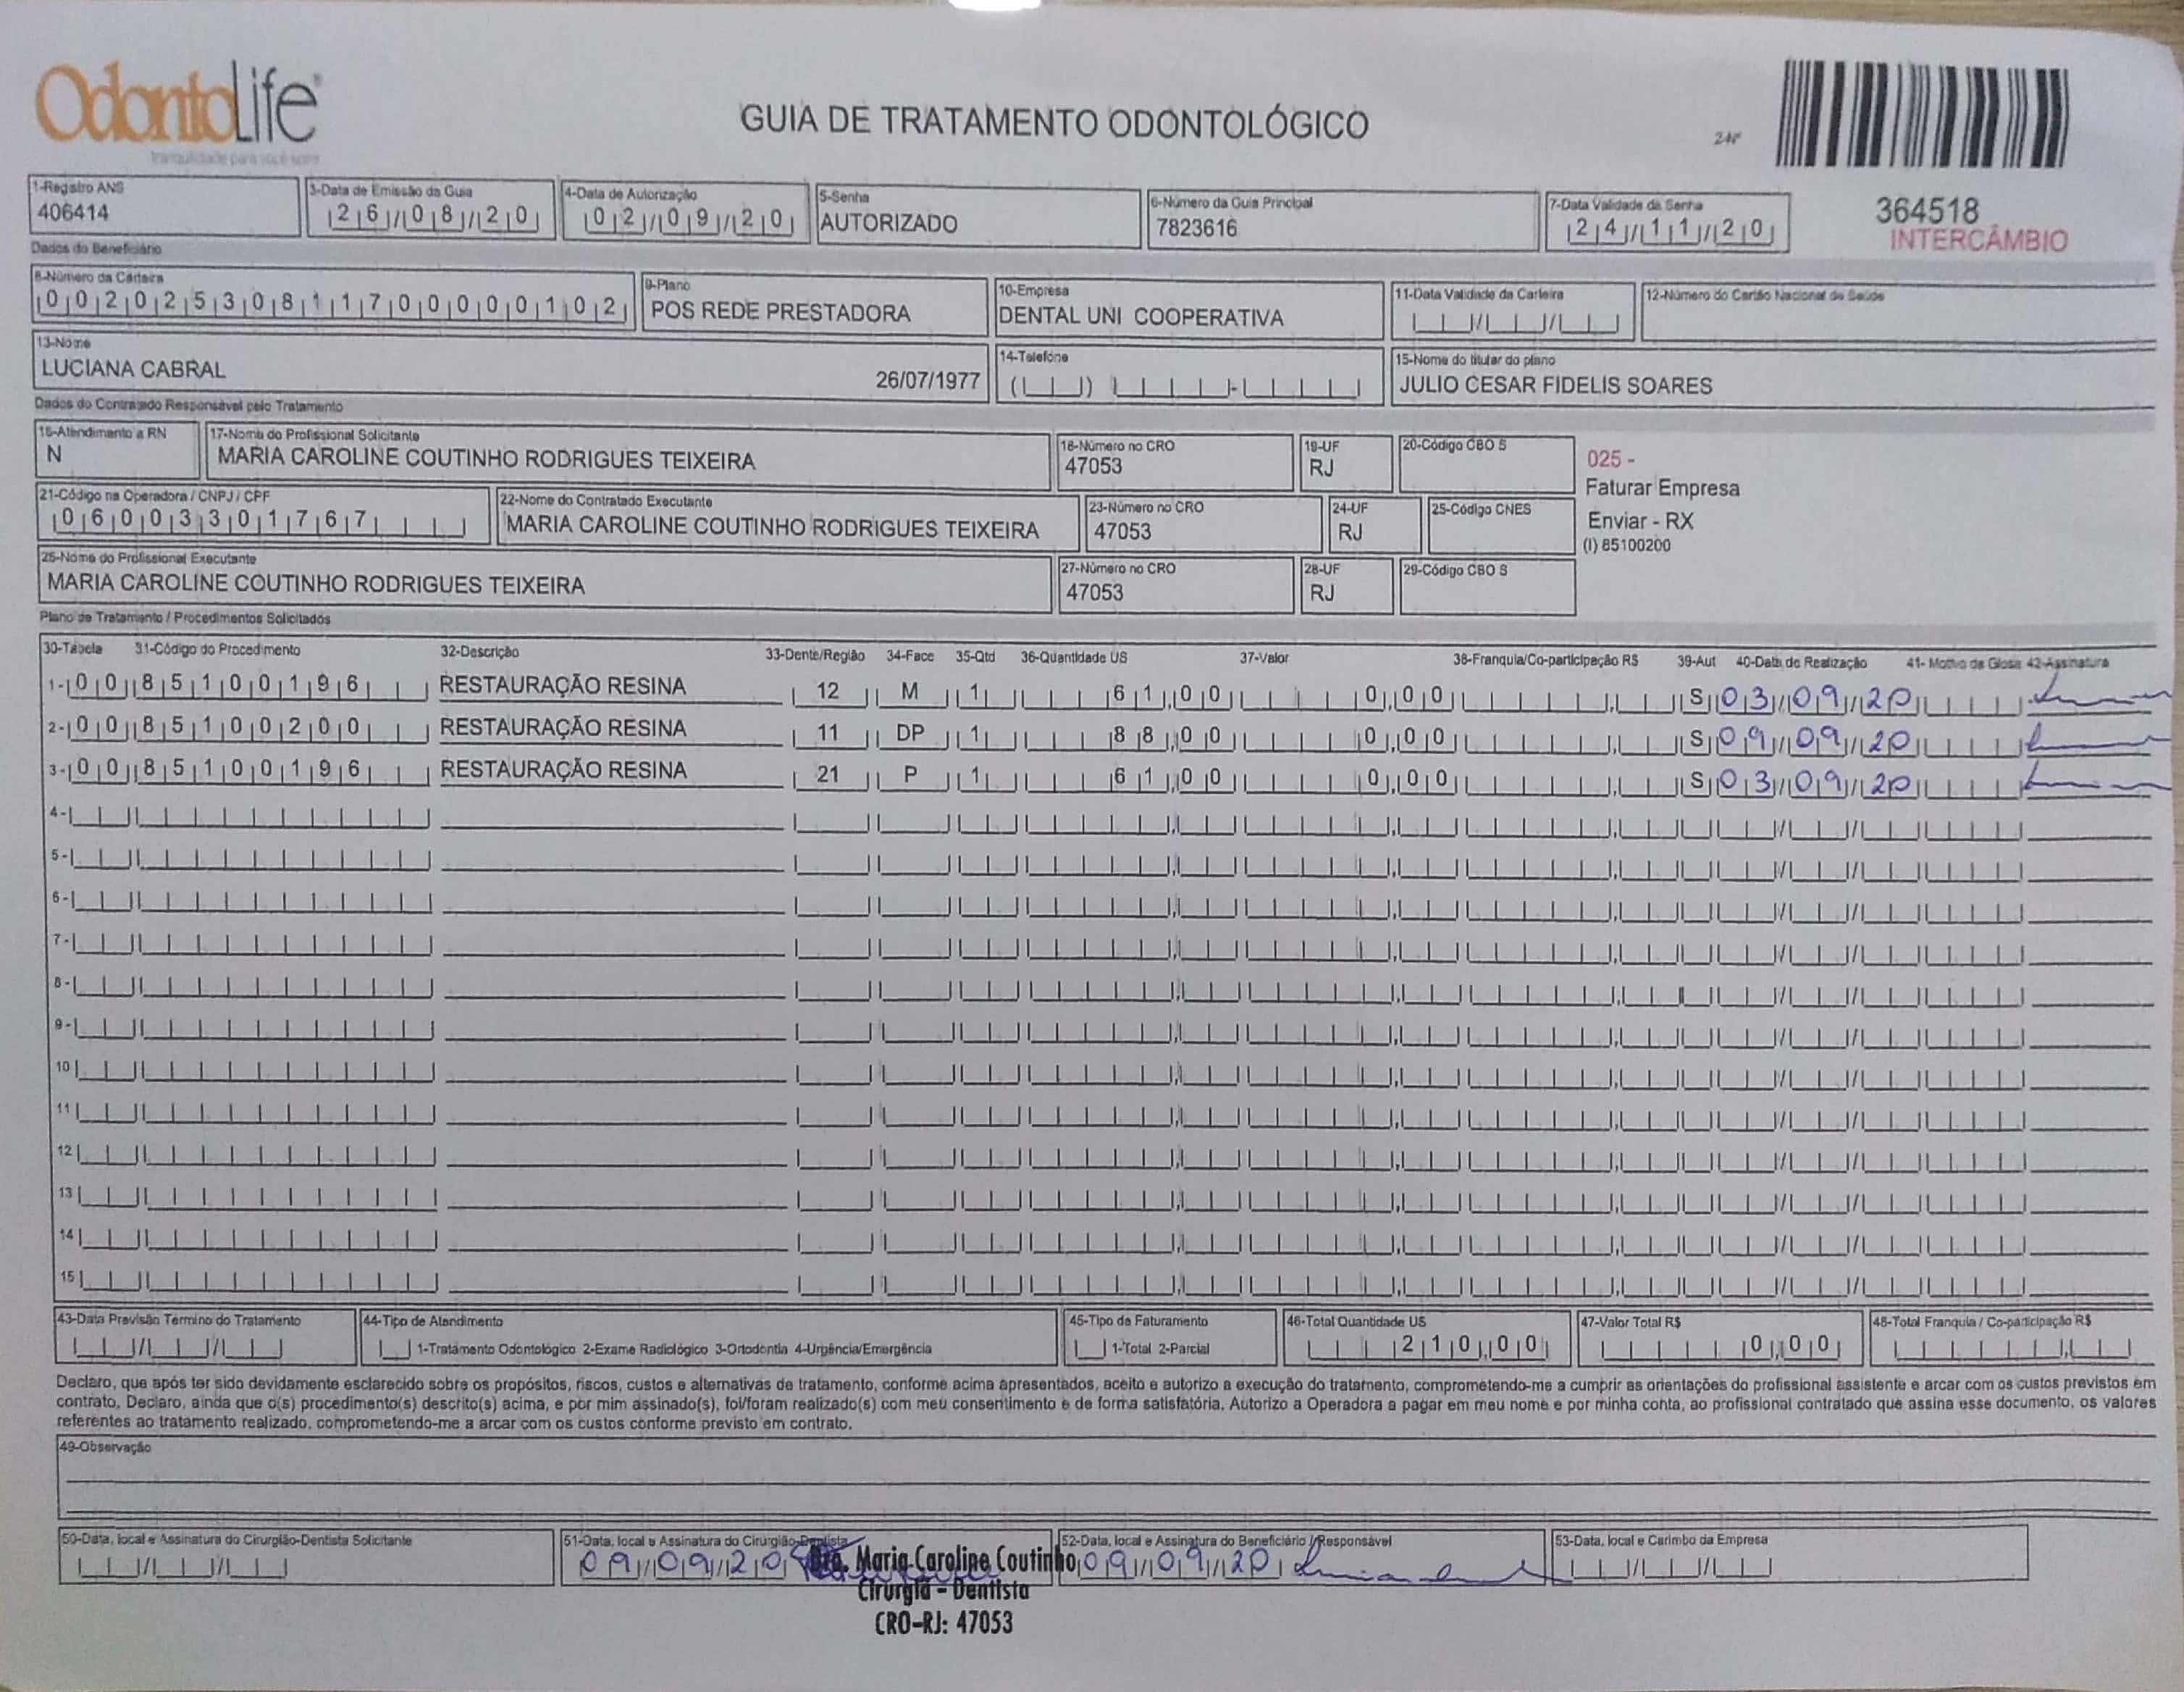 OdontoLife
tranquilidade para você sorrir
GUIA DE TRATAMENTO ODONTOLÓGICO
2-Nº
364518
INTERCÂMBIO
1-Registro ANS
406414
3-Data de Emissão da Guia
26/08/20
4-Data de Autorização
02/09/20
5-Senha
AUTORIZADO
6-Número da Guia Principal
7823616
7-Data Validade da Senha
24/11/20
Dados do Beneficiário
8-Número da Carteira
00202530811700000102
9-Plano
POS REDE PRESTADORA
10-Empresa
DENTAL UNI COOPERATIVA
11-Data Validade da Carteira
12-Número do Cartão Nacional de Saúde
13-Nome
LUCIANA CABRAL 26/07/1977
14-Telefone
15-Nome do titular do plano
JULIO CESAR FIDELIS SOARES
Dados do Contratado Responsável pelo Tratamento
16-Atendimento a RN
N
17-Nome do Profissional Solicitante
MARIA CAROLINE COUTINHO RODRIGUES TEIXEIRA
18-Número no CRO
47053
19-UF
RJ
20-Código CBO S
025 -
Faturar Empresa
Enviar - RX
(I) 85100200
21-Código na Operadora / CNPJ / CPF
06003301767
22-Nome do Contratado Executante
MARIA CAROLINE COUTINHO RODRIGUES TEIXEIRA
23-Número no CRO
47053
24-UF
RJ
25-Código CNES
26-Nome do Profissional Executante
MARIA CAROLINE COUTINHO RODRIGUES TEIXEIRA
27-Número no CRO
47053
28-UF
RJ
29-Código CBO S
Plano de Tratamento / Procedimentos Solicitados
30-Tabela 31-Código do Procedimento 32-Descrição 33-Dente/Região 34-Face 35-Qtd 36-Quantidade US 37-Valor 38-Franquia/Co-participação R$ 39-Aut 40-Data de Realização 41- Motivo da Glosa 42-Assinatura
1- 00 85100196 RESTAURAÇÃO RESINA 12 M 1 61,00 0,00 S 03/09/20
2- 00 85100200 RESTAURAÇÃO RESINA 11 DP 1 88,00 0,00 S 09/09/20
3- 00 85100196 RESTAURAÇÃO RESINA 21 P 1 61,00 0,00 S 03/09/20
4-
5-
6-
7-
8-
9-
10
11
12
13
14
15
43-Data Previsão Termino do Tratamento
44-Tipo de Atendimento
1-Tratamento Odontológico 2-Exame Radiológico 3-Ortodontia 4-Urgência/Emergência
45-Tipo de Faturamento
1-Total 2-Parcial
46-Total Quantidade US
210,00
47-Valor Total R$
0,00
48-Total Franquia / Co-participação R$
Declaro, que após ter sido devidamente esclarecido sobre os propósitos, riscos, custos e alternativas de tratamento, conforme acima apresentados, aceito e autorizo a execução do tratamento, comprometendo-me a cumprir as orientações do profissional assistente e arcar com os custos previstos em
contrato. Declaro, ainda que o(s) procedimento(s) descrito(s) acima, e por mim assinado(s), foi/foram realizado(s) com meu consentimento e de forma satisfatória. Autorizo a Operadora a pagar em meu nome e por minha conta, ao profissional contratado que assina esse documento, os valores
referentes ao tratamento realizado, comprometendo-me a arcar com os custos conforme previsto em contrato.
49-Observação
50-Data, local e Assinatura do Cirurgião-Dentista Solicitante
51-Data, local e Assinatura do Cirurgião-Dentista
09/09/20
Dra. Maria Caroline Coutinho
Cirurgiã - Dentista
CRO-RJ: 47053
52-Data, local e Assinatura do Beneficiário / Responsável
09/09/20
53-Data, local e Carimbo da Empresa